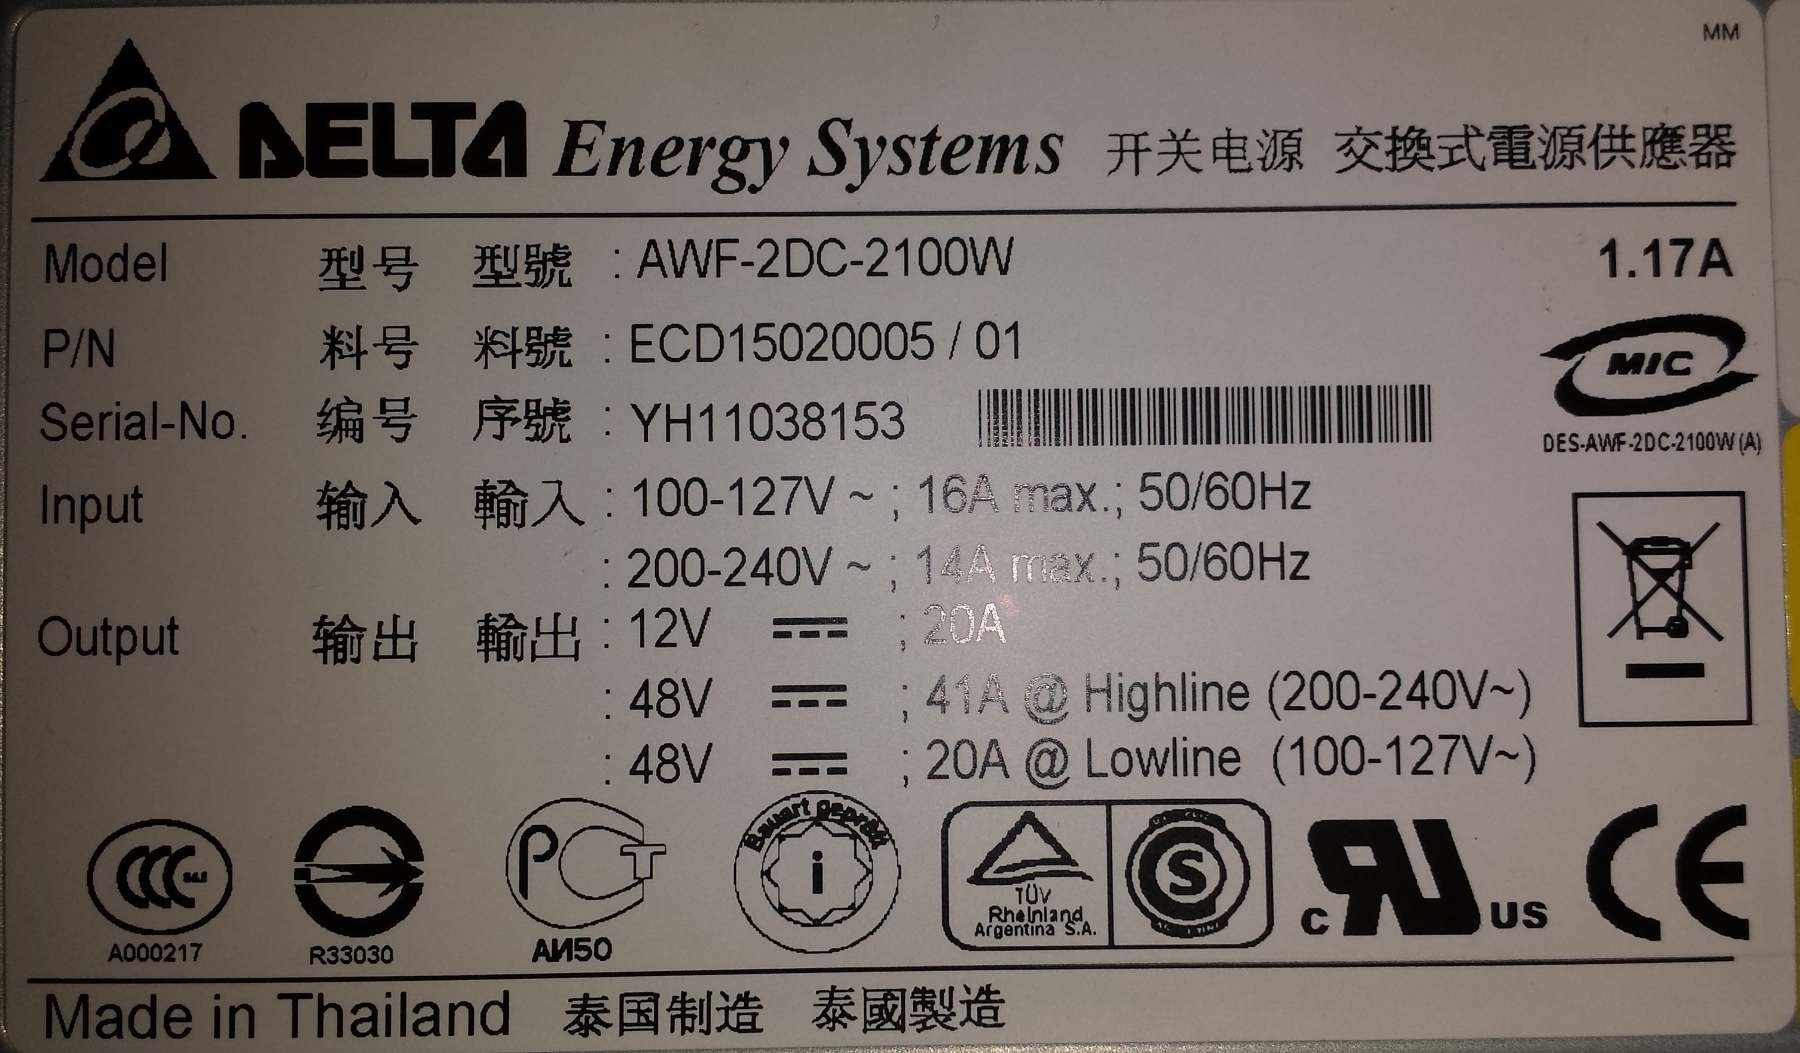 MM
DELTA Energy Systems 开关电源 交換式電源供應器
Model 型号 型號 : AWF-2DC-2100W 1.17A
P/N 料号 料號 : ECD15020005 / 01
MIC
Serial-No. 编号 序號 : YH11038153
DES-AWF-2DC-2100W (A)
Input 输入 輸入 : 100-127V ~ ; 16A max.; 50/60Hz
: 200-240V ~ ; 14A max.; 50/60Hz
Output 输出 輸出 : 12V ; 20A
: 48V ; 41A @ Highline (200-240V~)
: 48V ; 20A @ Lowline (100-127V~)
CCC
A000217
R33030
PCT
АИ50
Bauart geprüft
i
TÜV
Rheinland
Argentina S.A.
S
c RU US
CE
Made in Thailand 泰国制造 泰國製造